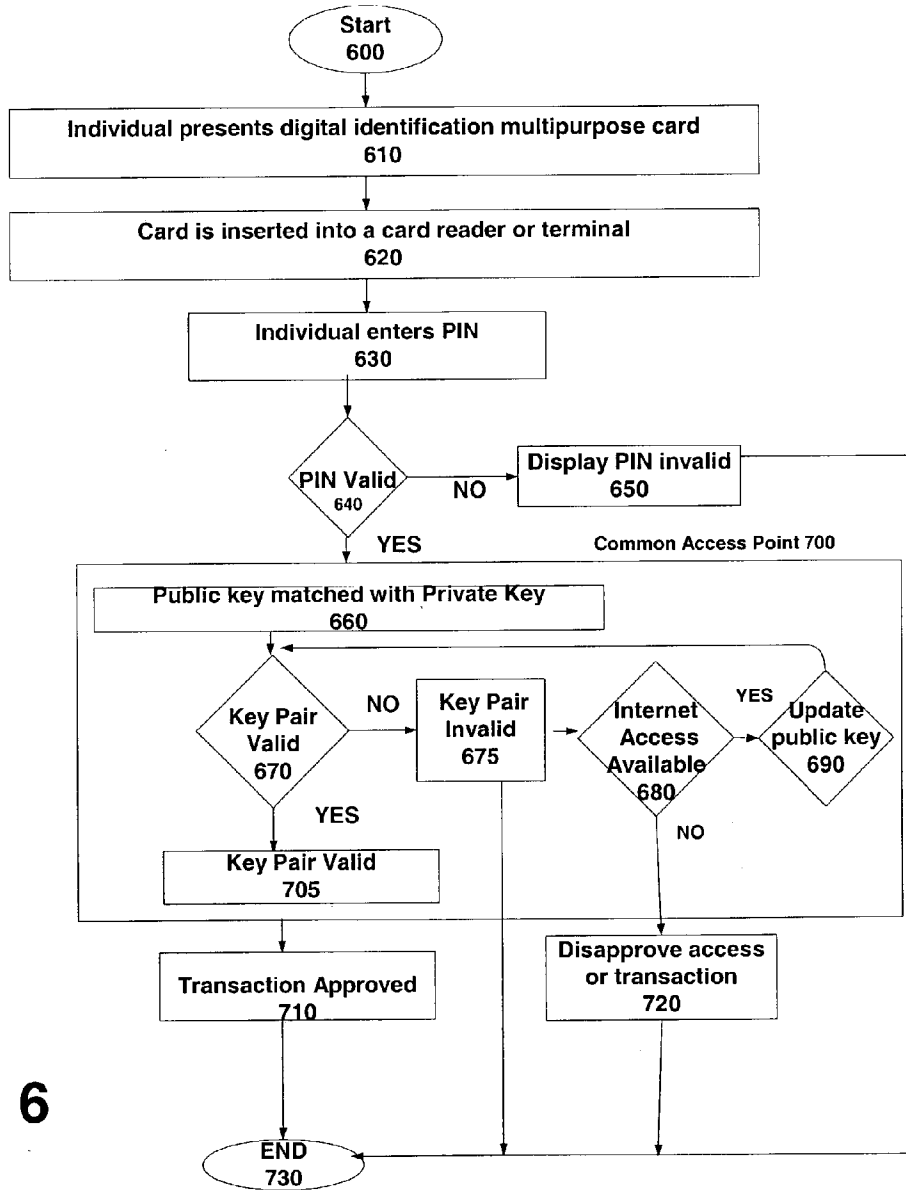 Start
600
Individual presents digital identification multipurpose card
610
Card is inserted into a card reader or terminal
620
Individual enters PIN
630
PIN Valid
640
NO
Display PIN invalid
650
YES
Common Access Point 700
Public key matched with Private Key
660
Key Pair
Valid
670
NO
Key Pair
Invalid
675
Internet
Access
Available
680
YES
Update
public key
690
YES
NO
Key Pair Valid
705
Transaction Approved
710
Disapprove access
or transaction
720
6
END
730